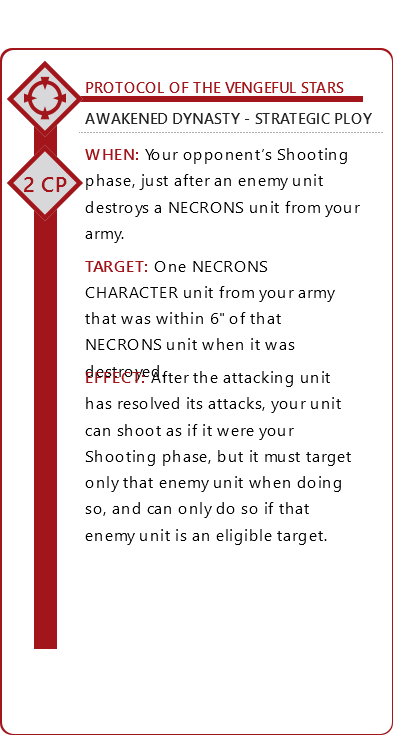 PROTOCOL OF THE VENGEFUL STARS
AWAKENED DYNASTY - STRATEGIC PLOY
2 CP
WHEN: Your opponent's Shooting
phase, just after an enemy unit
destroys a NECRONS unit from your
army.
TARGET: One NECRONS
CHARACTER unit from your army
that was within 6" of that
NECRONS unit when it was
destroyed.
EFFECT: After the attacking unit
has resolved its attacks, your unit
can shoot as if it were your
Shooting phase, but it must target
only that enemy unit when doing
so, and can only do so if that
enemy unit is an eligible target.